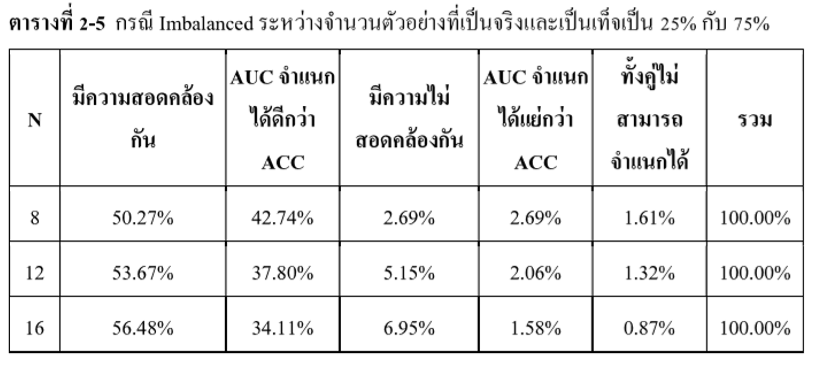 ตารางที่ 2-5 กรณี Imbalanced ระหว่างจำนวนตัวอย่างที่เป็นจริงและเป็นเท็จเป็น 25% กับ 75%
N
มีความสอดคล้อง
กัน
AUC จำแนก
ได้ดีกว่า
ACC
มีความไม่
สอดคล้องกัน
AUC จำแนก
ได้แย่กว่า
ACC
ทั้งคู่ไม่
สามารถ
จำแนกได้
รวม
8 50.27% 42.74% 2.69% 2.69% 1.61% 100.00%
12 53.67% 37.80% 5.15% 2.06% 1.32% 100.00%
16 56.48% 34.11% 6.95% 1.58% 0.87% 100.00%